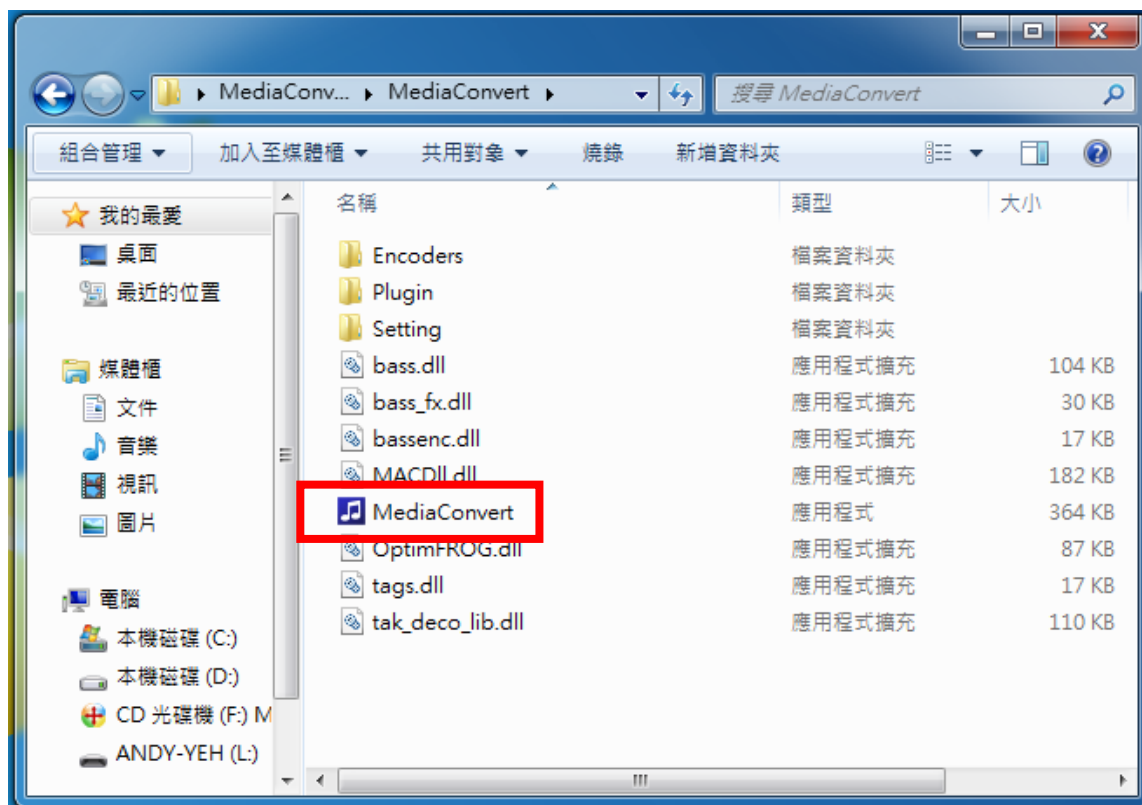 MediaConv... MediaConvert 搜尋 MediaConvert
組合管理 加入至媒體櫃 共用對象 燒錄 新增資料夾
我的最愛
桌面
最近的位置
媒體櫃
文件
音樂
視訊
圖片
電腦
本機磁碟 (C:)
本機磁碟 (D:)
CD 光碟機 (F:) M
ANDY-YEH (L:)
名稱 類型 大小
Encoders 檔案資料夾
Plugin 檔案資料夾
Setting 檔案資料夾
bass.dll 應用程式擴充 104 KB
bass_fx.dll 應用程式擴充 30 KB
bassenc.dll 應用程式擴充 17 KB
MACDll.dll 應用程式擴充 182 KB
MediaConvert 應用程式 364 KB
OptimFROG.dll 應用程式擴充 87 KB
tags.dll 應用程式擴充 17 KB
tak_deco_lib.dll 應用程式擴充 110 KB